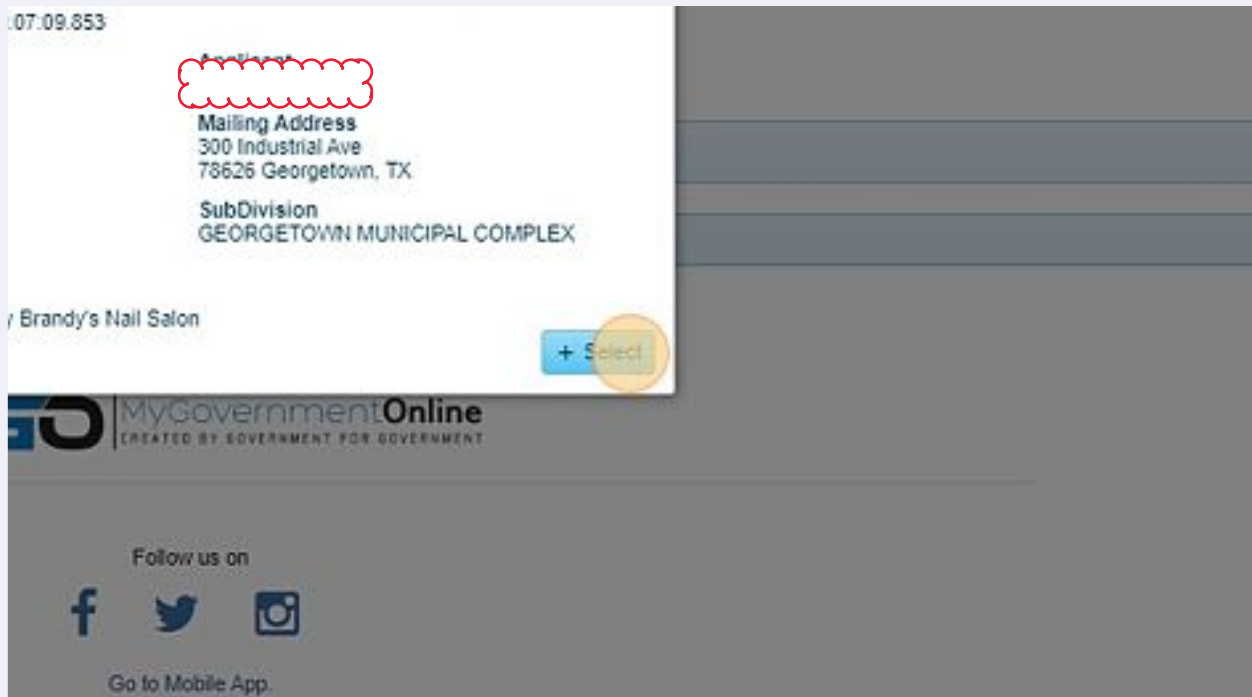 :07:09.853
Applicant
Mailing Address
300 Industrial Ave
78626 Georgetown, TX
SubDivision
GEORGETOWN MUNICIPAL COMPLEX
y Brandy's Nail Salon
+ Select
GO
MyGovernmentOnline
CREATED BY GOVERNMENT FOR GOVERNMENT
Follow us on
Go to Mobile App.